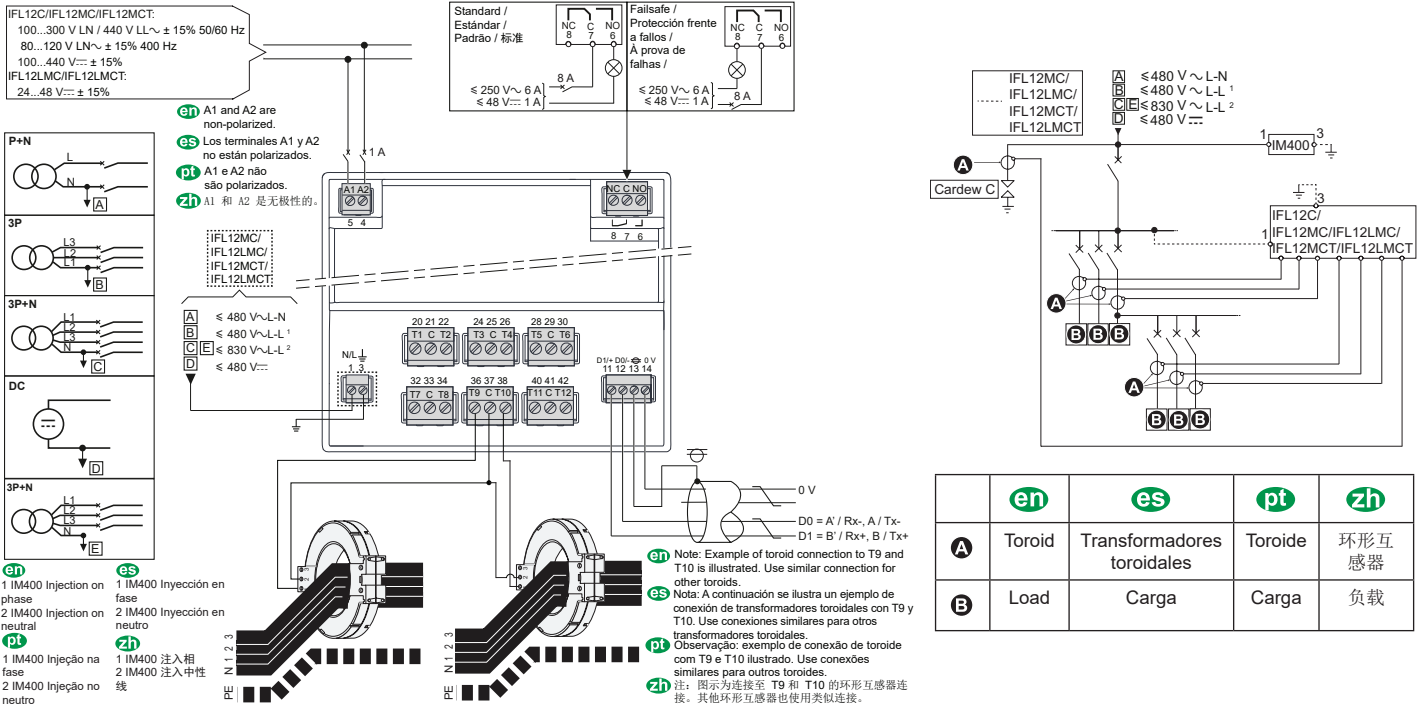 IFL12C/IFL12MC/IFL12MCT:
100...300 V LN / 440 V LL∼ ± 15% 50/60 Hz
80...120 V LN∼ ± 15% 400 Hz
100...440 V⎓ ± 15%
IFL12LMC/IFL12LMCT:
24...48 V⎓ ± 15%
Standard /
Estándar /
Padrão / 标准
NC C NO
8 7 6
8 A
≤ 250 V∼ 6 A
≤ 48 V⎓ 1 A
Failsafe /
Protección frente
a fallos /
À prova de
falhas /
NC C NO
8 7 6
≤ 250 V∼ 6 A
≤ 48 V⎓ 1 A
8 A
en A1 and A2 are
non-polarized.
es Los terminales A1 y A2
no están polarizados.
pt A1 e A2 não
são polarizados.
zh A1 和 A2 是无极性的。
1 A
P+N
L
N
A
3P
L3
L2
L1
B
3P+N
L1
L2
L3
N
C
DC
D
3P+N
L1
L2
L3
N
E
IFL12MC/
IFL12LMC/
IFL12MCT/
IFL12LMCT
A ≤ 480 V∼L-N
B ≤ 480 V∼L-L 1
C E ≤ 830 V∼L-L 2
D ≤ 480 V⎓
A1 A2
5 4
NC C NO
8 7 6
N/L
1 3
20 21 22
T1 C T2
24 25 26
T3 C T4
28 29 30
T5 C T6
32 33 34
T7 C T8
36 37 38
T9 C T10
40 41 42
T11 C T12
D1/+ D0/- 0 V
11 12 13 14
0 V
D0 = A' / Rx-, A / Tx-
D1 = B' / Rx+, B / Tx+
1 2 3
PE N 1 2 3
1 2 3
PE N 1 2 3
en
1 IM400 Injection on
phase
2 IM400 Injection on
neutral
es
1 IM400 Inyección en
fase
2 IM400 Inyección en
neutro
pt
1 IM400 Injeção na
fase
2 IM400 Injeção no
neutro
zh
1 IM400 注入相
2 IM400 注入中性
线
en Note: Example of toroid connection to T9 and
T10 is illustrated. Use similar connection for
other toroids.
es Nota: A continuación se ilustra un ejemplo de
conexión de transformadores toroidales con T9 y
T10. Use conexiones similares para otros
transformadores toroidales.
pt Observação: exemplo de conexão de toroide
com T9 e T10 ilustrado. Use conexões
similares para outros toroides.
zh 注: 图示为连接至 T9 和 T10 的环形互感器连
接。其他环形互感器也使用类似连接。
IFL12MC/
IFL12LMC/
IFL12MCT/
IFL12LMCT
A ≤480 V ∼ L-N
B ≤480 V ∼ L-L 1
C E ≤830 V ∼ L-L 2
D ≤480 V ⎓
1 IM400 3
A
Cardew C
3
1
IFL12C/
IFL12MC/IFL12LMC/
IFL12MCT/IFL12LMCT
A
B B B
A
B B B
en es pt zh
A Toroid Transformadores toroidales Toroide 环形互感器
B Load Carga Carga 负载